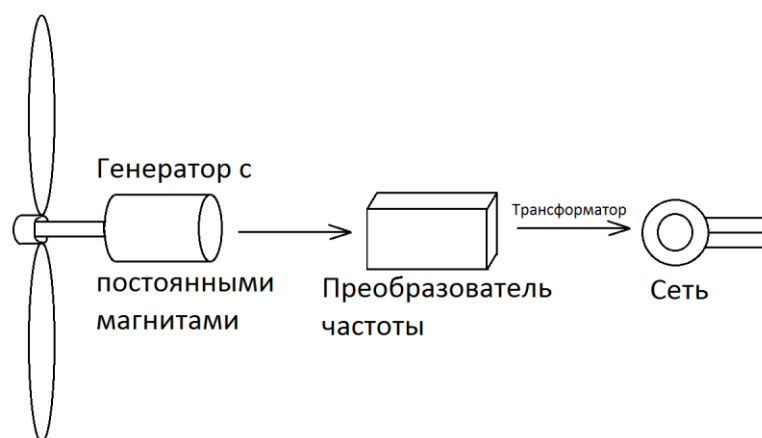 Генератор с
постоянными
магнитами
Преобразователь
частоты
Трансформатор
Сеть